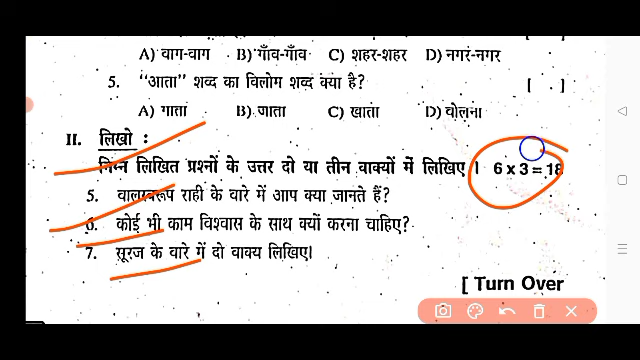 A) वाग-वाग B) गाँव-गाँव C) शहर-शहर D) नगर-नगर
5. “आता” शब्द का विलोम शब्द क्या है? [ ]
A) गाता B) जाता C) खाता D) वोलना
II. लिखो :
निम्न लिखित प्रश्नों के उत्तर दो या तीन वाक्यों में लिखिए । 6 x 3 = 18
5. वालस्वरूप राही के वारे में आप क्या जानते हैं?
6. कोई भी काम विश्वास के साथ क्यों करना चाहिए?
7. सूरज के वारे में दो वाक्य लिखिए।
[ Turn Over